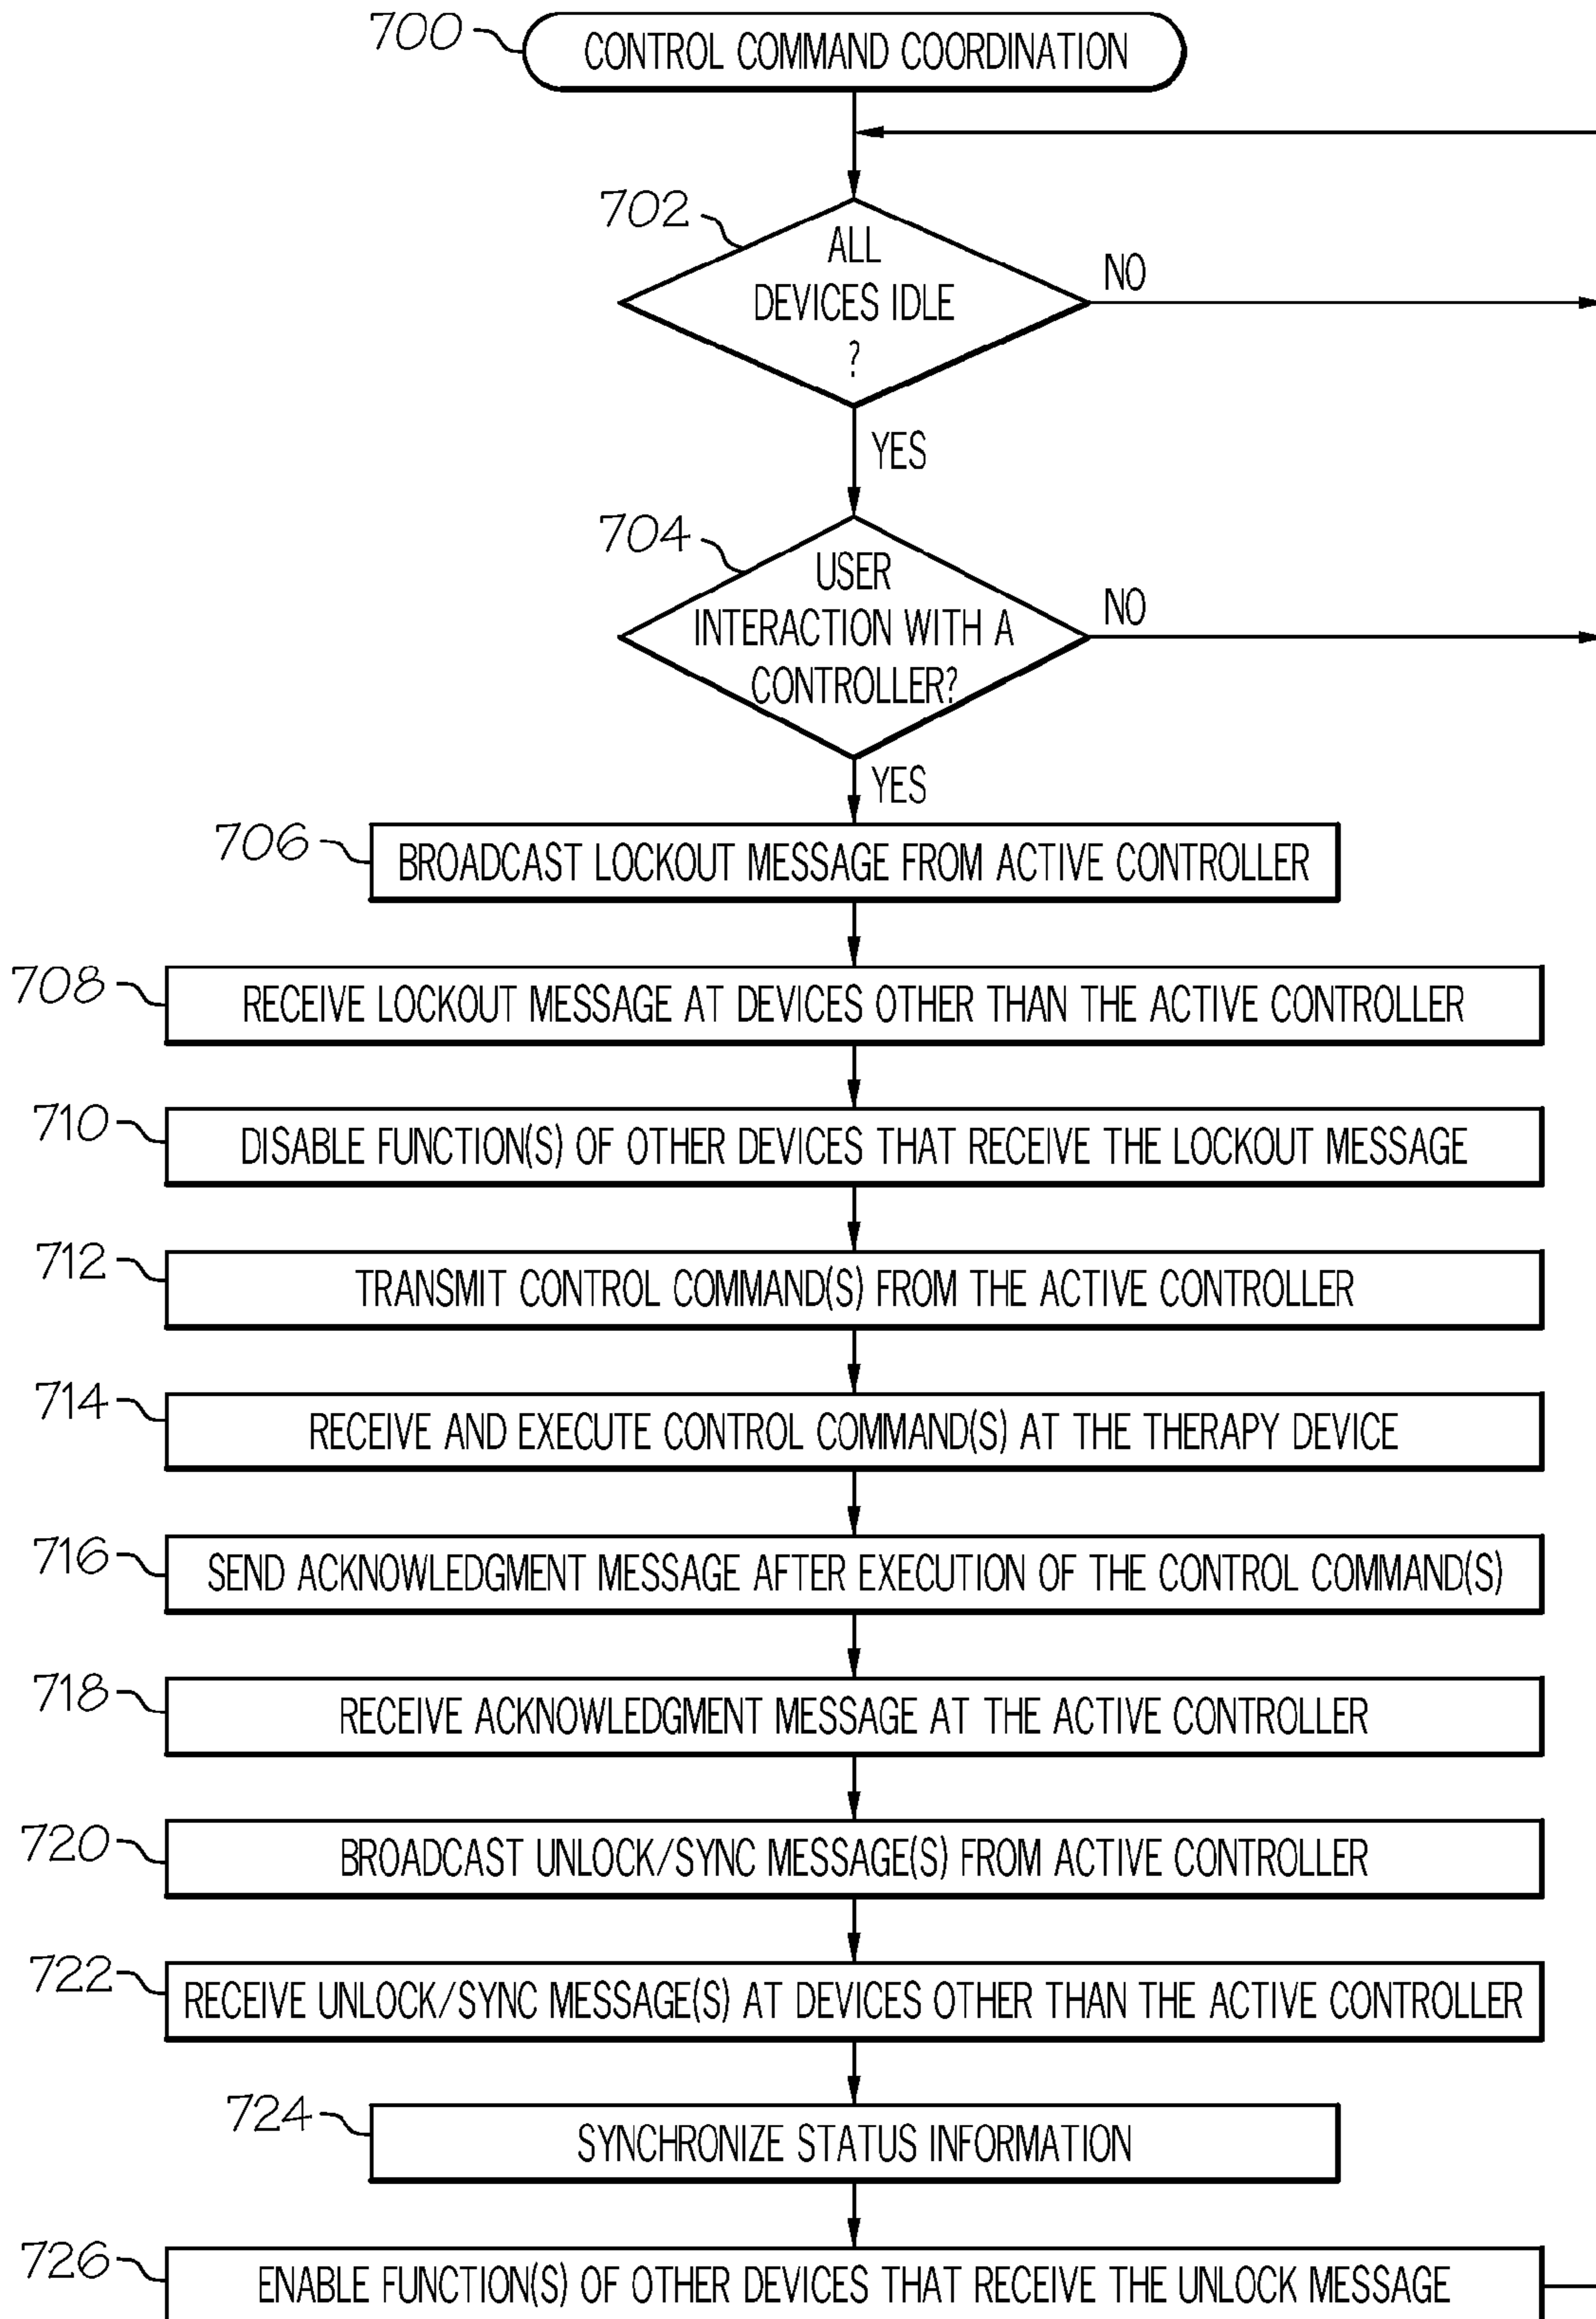 700
CONTROL COMMAND COORDINATION
702
ALL
DEVICES IDLE
?
NO
YES
704
USER
INTERACTION WITH A
CONTROLLER?
NO
YES
706
BROADCAST LOCKOUT MESSAGE FROM ACTIVE CONTROLLER
708
RECEIVE LOCKOUT MESSAGE AT DEVICES OTHER THAN THE ACTIVE CONTROLLER
710
DISABLE FUNCTION(S) OF OTHER DEVICES THAT RECEIVE THE LOCKOUT MESSAGE
712
TRANSMIT CONTROL COMMAND(S) FROM THE ACTIVE CONTROLLER
714
RECEIVE AND EXECUTE CONTROL COMMAND(S) AT THE THERAPY DEVICE
716
SEND ACKNOWLEDGMENT MESSAGE AFTER EXECUTION OF THE CONTROL COMMAND(S)
718
RECEIVE ACKNOWLEDGMENT MESSAGE AT THE ACTIVE CONTROLLER
720
BROADCAST UNLOCK/SYNC MESSAGE(S) FROM ACTIVE CONTROLLER
722
RECEIVE UNLOCK/SYNC MESSAGE(S) AT DEVICES OTHER THAN THE ACTIVE CONTROLLER
724
SYNCHRONIZE STATUS INFORMATION
726
ENABLE FUNCTION(S) OF OTHER DEVICES THAT RECEIVE THE UNLOCK MESSAGE